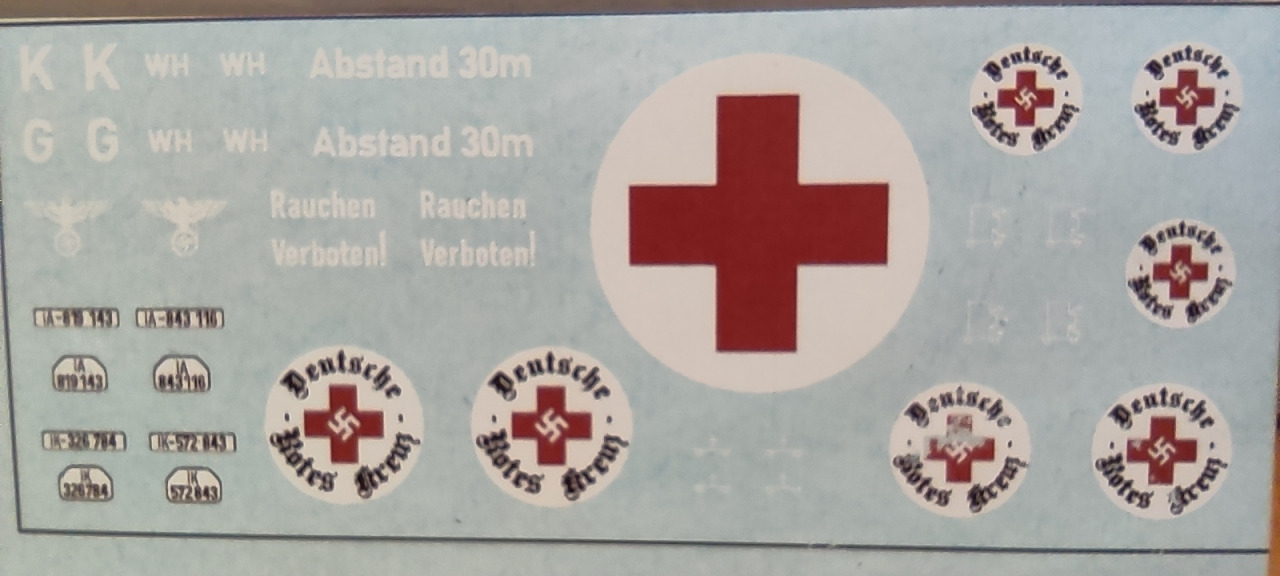 K K WH WH Abstand 30m
G G WH WH Abstand 30m
Rauchen Rauchen
Verboten! Verboten!
IA-819 143 IA-843 116
IA IA
819 143 843 116
IK-326 784 IK-572 843
IK IK
326784 572 843
Deutsche Deutsche
Rotes Kreuz Rotes Kreuz
Deutsche Deutsche
Rotes Kreuz Rotes Kreuz
Deutsche
Rotes Kreuz
Deutsche Deutsche
Rotes Kreuz Rotes Kreuz